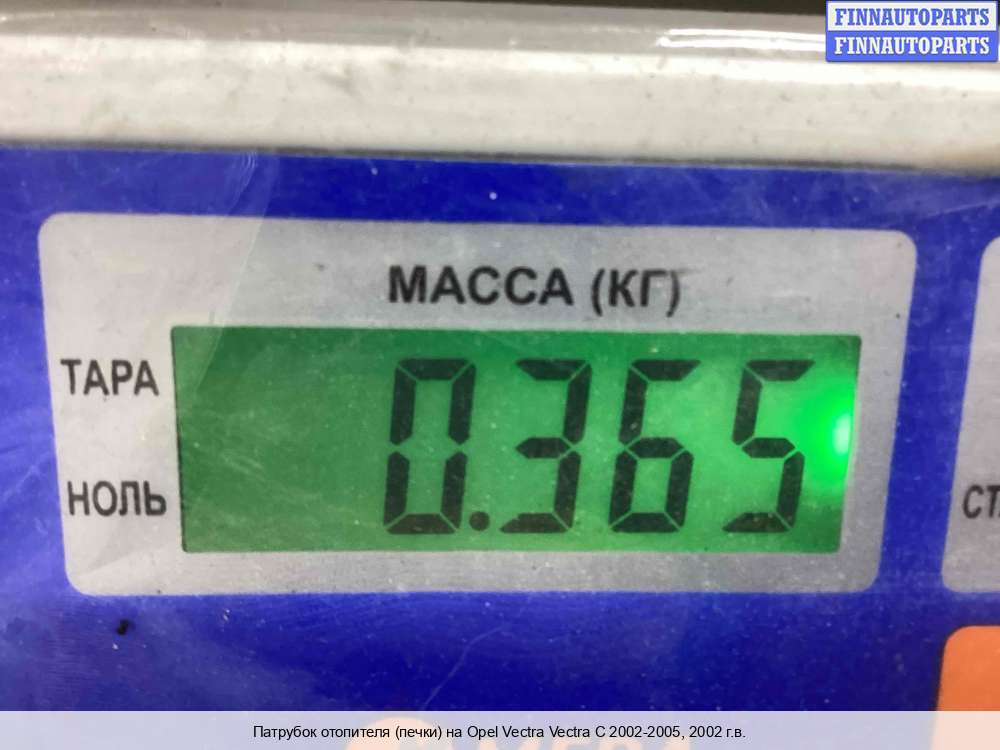 FINNAUTOPARTS
FINNAUTOPARTS
МАССА (КГ)
ТАРА
0.365
НОЛЬ
Патрубок отопителя (печки) на Opel Vectra Vectra C 2002-2005, 2002 г.в.